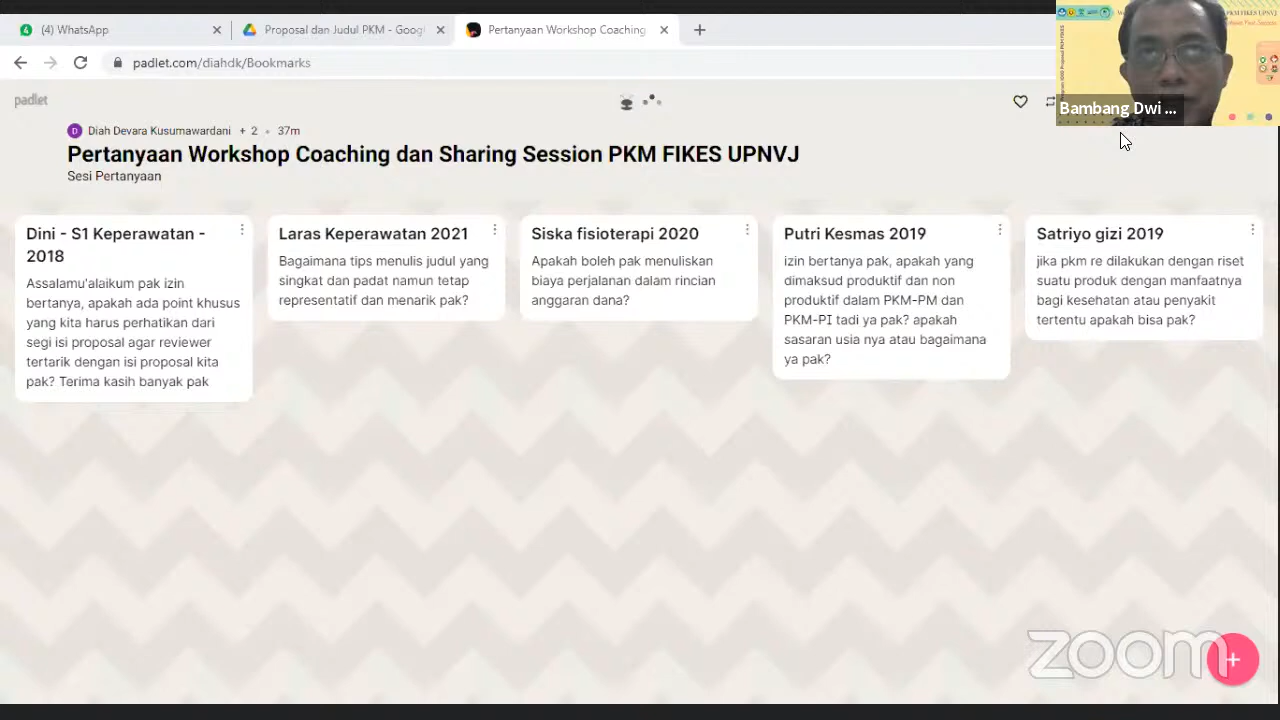 (4) WhatsApp
Proposal dan Judul PKM - Goog
Pertanyaan Workshop Coaching
padlet.com/diahdk/Bookmarks
PKM FIKES UPNVJ
Bambang Dwi ...
padlet
D
Diah Devara Kusumawardani + 2 37m
Pertanyaan Workshop Coaching dan Sharing Session PKM FIKES UPNVJ
Sesi Pertanyaan
Dini - S1 Keperawatan -
2018
Assalamu'alaikum pak izin
bertanya, apakah ada point khusus
yang kita harus perhatikan dari
segi isi proposal agar reviewer
tertarik dengan isi proposal kita
pak? Terima kasih banyak pak
Laras Keperawatan 2021
Bagaimana tips menulis judul yang
singkat dan padat namun tetap
representatif dan menarik pak?
Siska fisioterapi 2020
Apakah boleh pak menuliskan
biaya perjalanan dalam rincian
anggaran dana?
Putri Kesmas 2019
izin bertanya pak, apakah yang
dimaksud produktif dan non
produktif dalam PKM-PM dan
PKM-PI tadi ya pak? apakah
sasaran usia nya atau bagaimana
ya pak?
Satriyo gizi 2019
jika pkm re dilakukan dengan riset
suatu produk dengan manfaatnya
bagi kesehatan atau penyakit
tertentu apakah bisa pak?
zoom